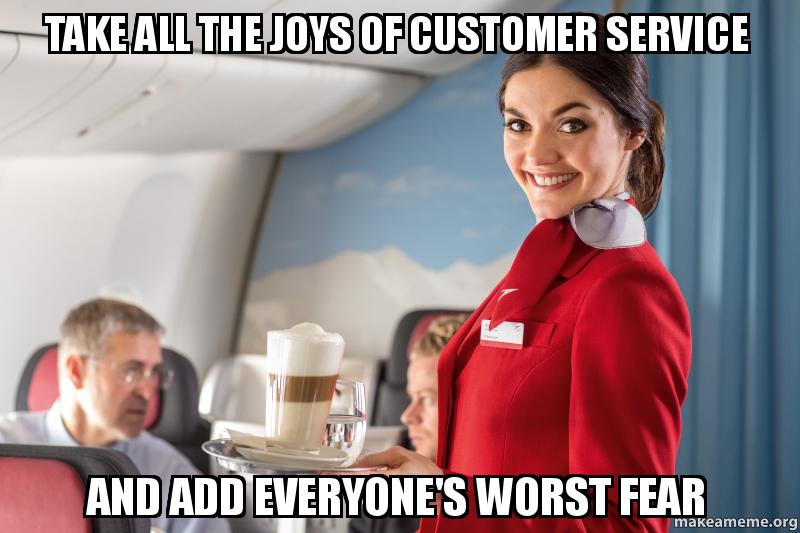 TAKE ALL THE JOYS OF CUSTOMER SERVICE
AND ADD EVERYONE'S WORST FEAR
makeameme.org